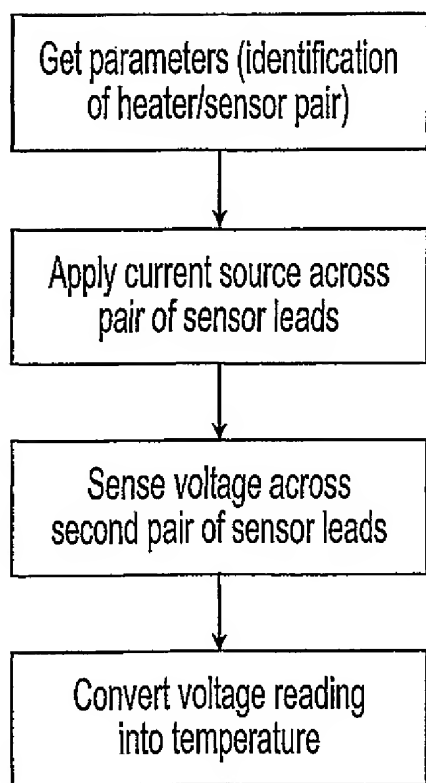 Get parameters (identification
of heater/sensor pair)
Apply current source across
pair of sensor leads
Sense voltage across
second pair of sensor leads
Convert voltage reading
into temperature